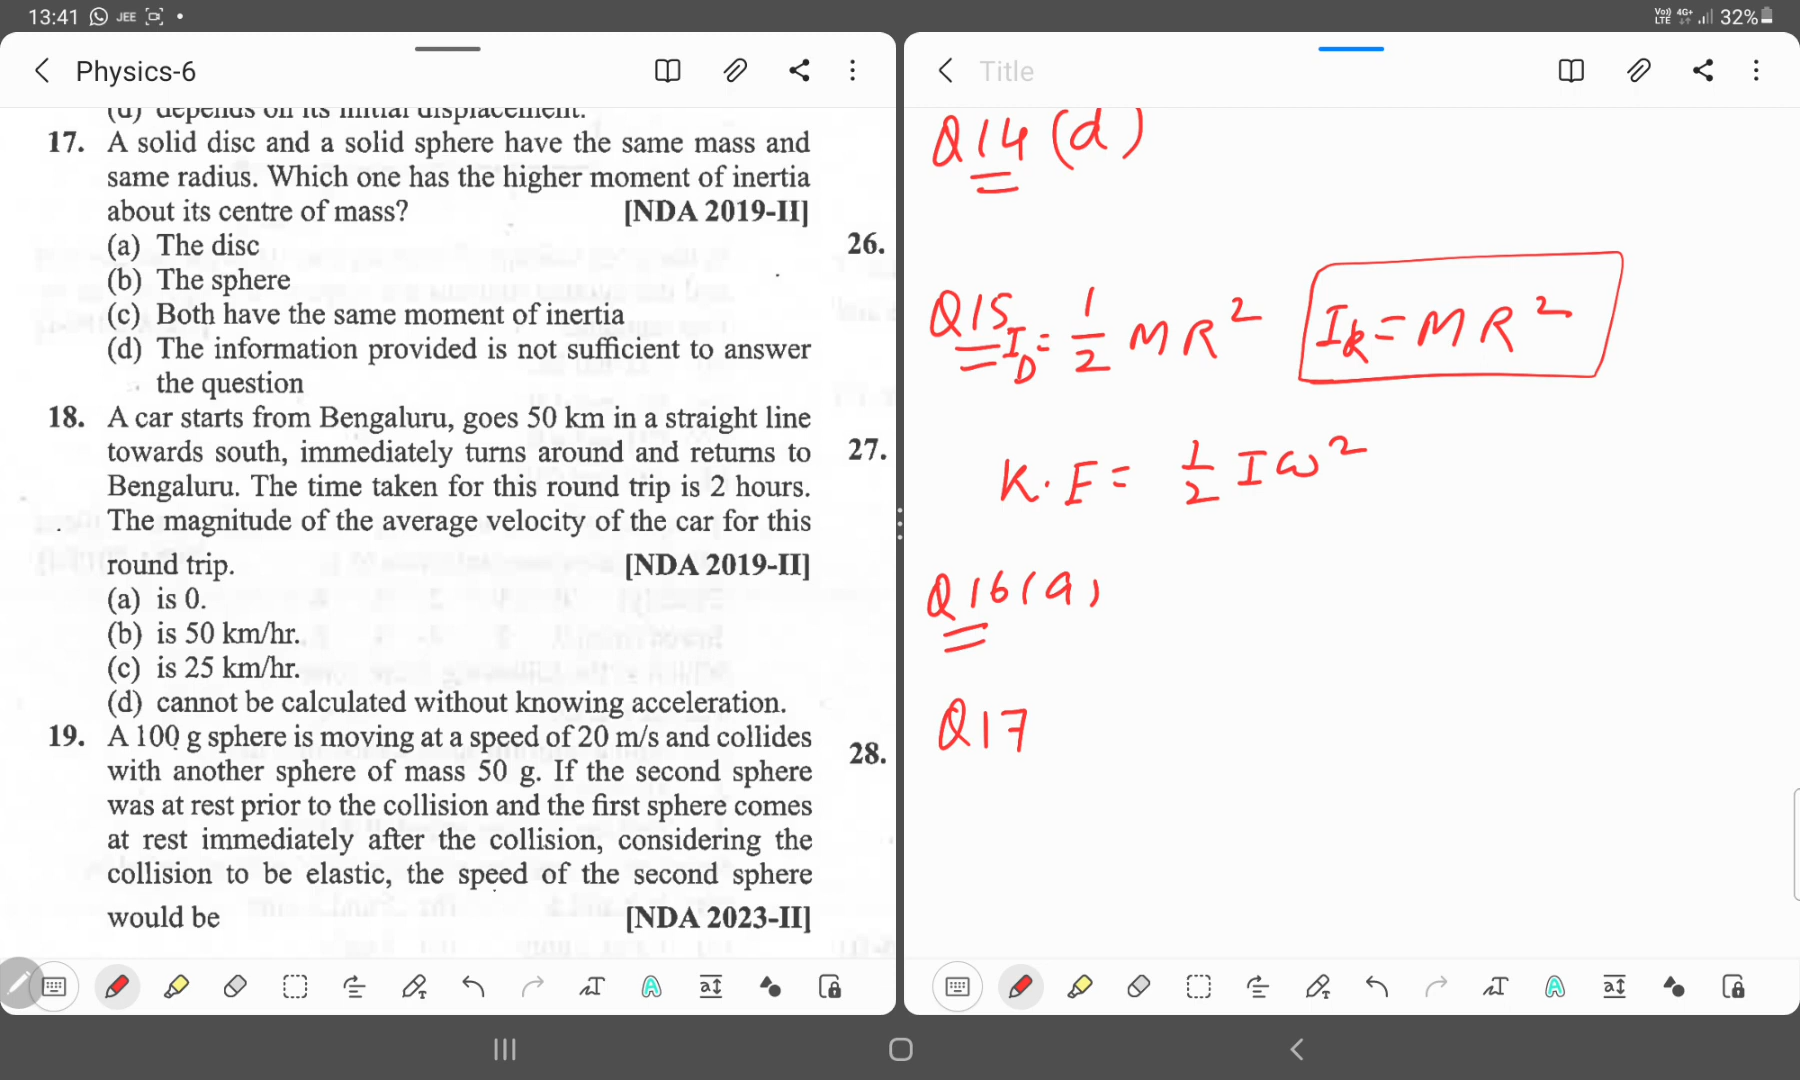 13:41 JEE
Vo)) LTE 4G+ 32%
Physics-6
(d) depends on its initial displacement.
17. A solid disc and a solid sphere have the same mass and
same radius. Which one has the higher moment of inertia
about its centre of mass? [NDA 2019-II]
(a) The disc
(b) The sphere
(c) Both have the same moment of inertia
(d) The information provided is not sufficient to answer
the question
18. A car starts from Bengaluru, goes 50 km in a straight line
towards south, immediately turns around and returns to
Bengaluru. The time taken for this round trip is 2 hours.
The magnitude of the average velocity of the car for this
round trip. [NDA 2019-II]
(a) is 0.
(b) is 50 km/hr.
(c) is 25 km/hr.
(d) cannot be calculated without knowing acceleration.
19. A 100 g sphere is moving at a speed of 20 m/s and collides
with another sphere of mass 50 g. If the second sphere
was at rest prior to the collision and the first sphere comes
at rest immediately after the collision, considering the
collision to be elastic, the speed of the second sphere
would be [NDA 2023-II]
26.
27.
28.
Title
Q14 (d)
Q15 I_D = 1/2 MR² I_R = MR²
K.E = 1/2 Iω²
Q16 (a)
Q17